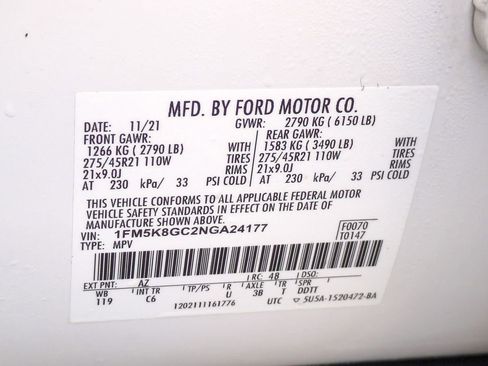 MFD. BY FORD MOTOR CO.
DATE: 11/21 GVWR: 2790 KG ( 6150 LB)
FRONT GAWR: REAR GAWR:
1266 KG ( 2790 LB) WITH 1583 KG ( 3490 LB) WITH
275/45R21 110W TIRES 275/45R21 110W TIRES
21x9.0J RIMS 21x9.0J RIMS
AT 230 kPa/ 33 PSI COLD AT 230 kPa/ 33 PSI COLD
THIS VEHICLE CONFORMS TO ALL APPLICABLE FEDERAL MOTOR
VEHICLE SAFETY STANDARDS IN EFFECT ON THE DATE OF
MANUFACTURE SHOWN ABOVE.
VIN: 1FM5K8GC2NGA24177 F0070
TYPE: MPV T0147
EXT PNT: AZ RC: 48 DSO:
WB INT TR TP/PS R AXLE TR SPR
119 C6 U 3B T DDTT
1202111161776 UTC 5U5A-1520472-BA